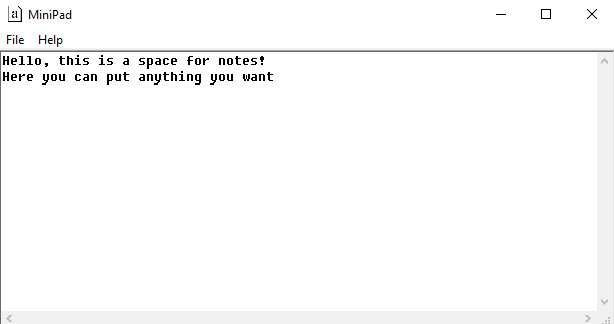 MiniPad
File Help
Hello, this is a space for notes!
Here you can put anything you want